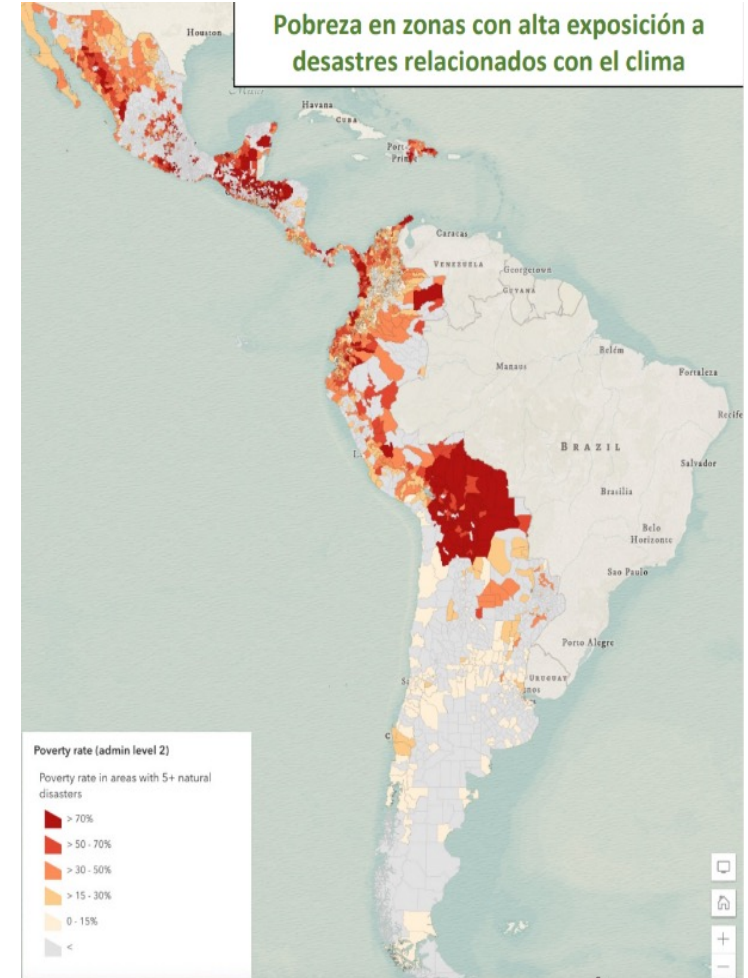 Pobreza en zonas con alta exposición a
desastres relacionados con el clima
Houston
Havana
CUBA
Port-
Prince
Caracas
VENEZUELA
Georgetown
GUYANA
Belém
Manaus
Fortaleza
Recife
L
BRAZIL
Salvador
Brasília
Belo
Horizonte
Sao Paulo
Porto Alegre
URUGUAY
S
nos
C
Poverty rate (admin level 2)
Poverty rate in areas with 5+ natural
disasters
> 70%
> 50 - 70%
> 30 - 50%
> 15 - 30%
0 - 15%
<
+
−